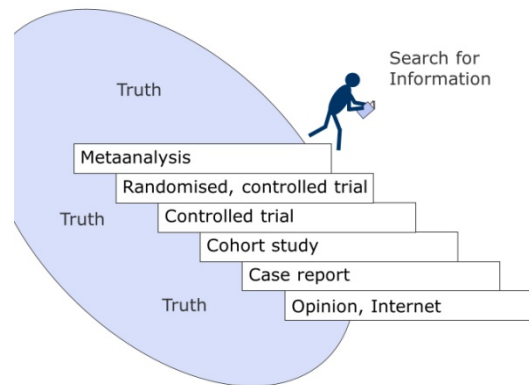 Search for
Information
Truth
Metaanalysis
Randomised, controlled trial
Controlled trial
Truth
Cohort study
Case report
Truth
Opinion, Internet